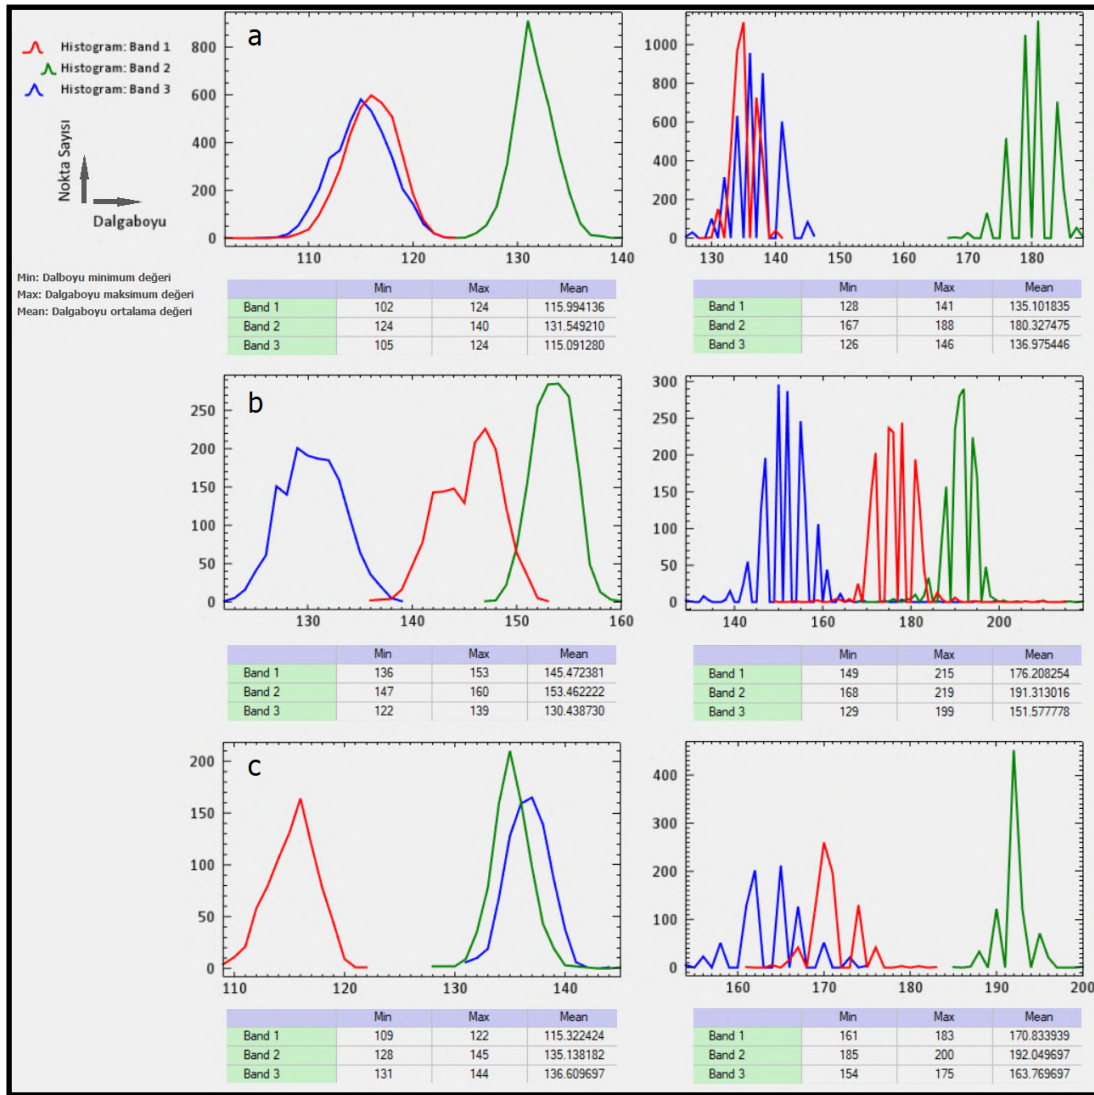 a
Histogram: Band 1
Histogram: Band 2
Histogram: Band 3
Nokta Sayısı
Dalgaboyu
Min: Dalboyu minimum değeri
Max: Dalgaboyu maksimum değeri
Mean: Dalgaboyu ortalama değeri
800
600
400
200
0
110 120 130 140
1000
800
600
400
200
0
130 140 150 160 170 180
Min Max Mean
Band 1 102 124 115.994136
Band 2 124 140 131.549210
Band 3 105 124 115.091280
Min Max Mean
Band 1 128 141 135.101835
Band 2 167 188 180.327475
Band 3 126 146 136.975446
b
250
200
150
100
50
0
130 140 150 160
300
250
200
150
100
50
0
140 160 180 200
Min Max Mean
Band 1 136 153 145.472381
Band 2 147 160 153.462222
Band 3 122 139 130.438730
Min Max Mean
Band 1 149 215 176.208254
Band 2 168 219 191.313016
Band 3 129 199 151.577778
c
200
150
100
50
0
110 120 130 140
400
300
200
100
0
160 170 180 190 200
Min Max Mean
Band 1 109 122 115.322424
Band 2 128 145 135.138182
Band 3 131 144 136.609697
Min Max Mean
Band 1 161 183 170.833939
Band 2 185 200 192.049697
Band 3 154 175 163.769697